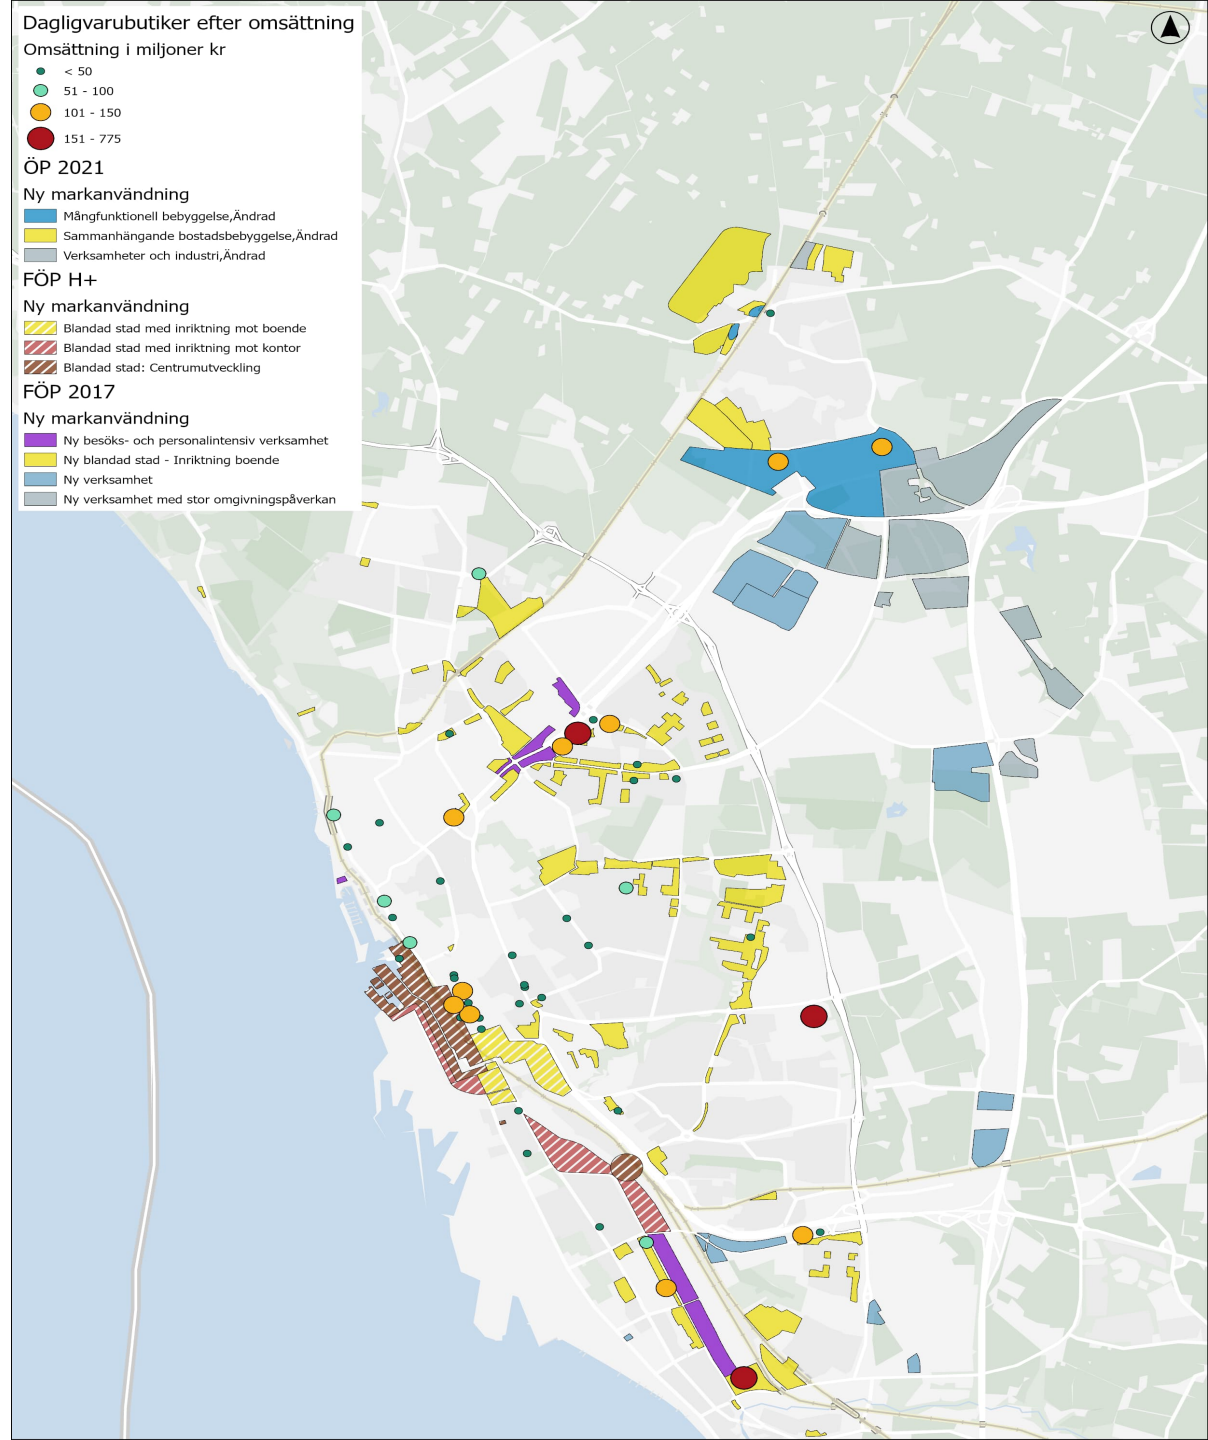 Dagligvarubutiker efter omsättning
Omsättning i miljoner kr
< 50
51 - 100
101 - 150
151 - 775
ÖP 2021
Ny markanvändning
Mångfunktionell bebyggelse,Ändrad
Sammanhängande bostadsbebyggelse,Ändrad
Verksamheter och industri,Ändrad
FÖP H+
Ny markanvändning
Blandad stad med inriktning mot boende
Blandad stad med inriktning mot kontor
Blandad stad: Centrumutveckling
FÖP 2017
Ny markanvändning
Ny besöks- och personalintensiv verksamhet
Ny blandad stad - Inriktning boende
Ny verksamhet
Ny verksamhet med stor omgivningspåverkan